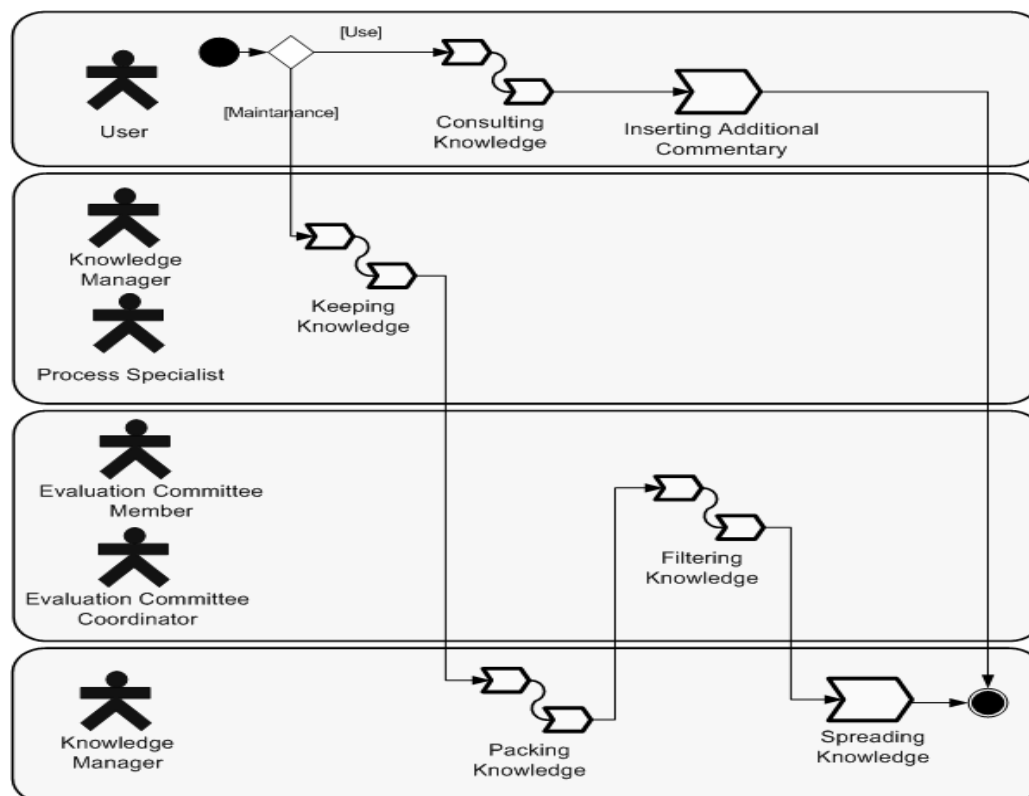 [Use]
[Maintanance]
User
Consulting
Knowledge
Inserting Additional
Commentary
Knowledge
Manager
Keeping
Knowledge
Process Specialist
Evaluation Committee
Member
Filtering
Knowledge
Evaluation Committee
Coordinator
Knowledge
Manager
Packing
Knowledge
Spreading
Knowledge